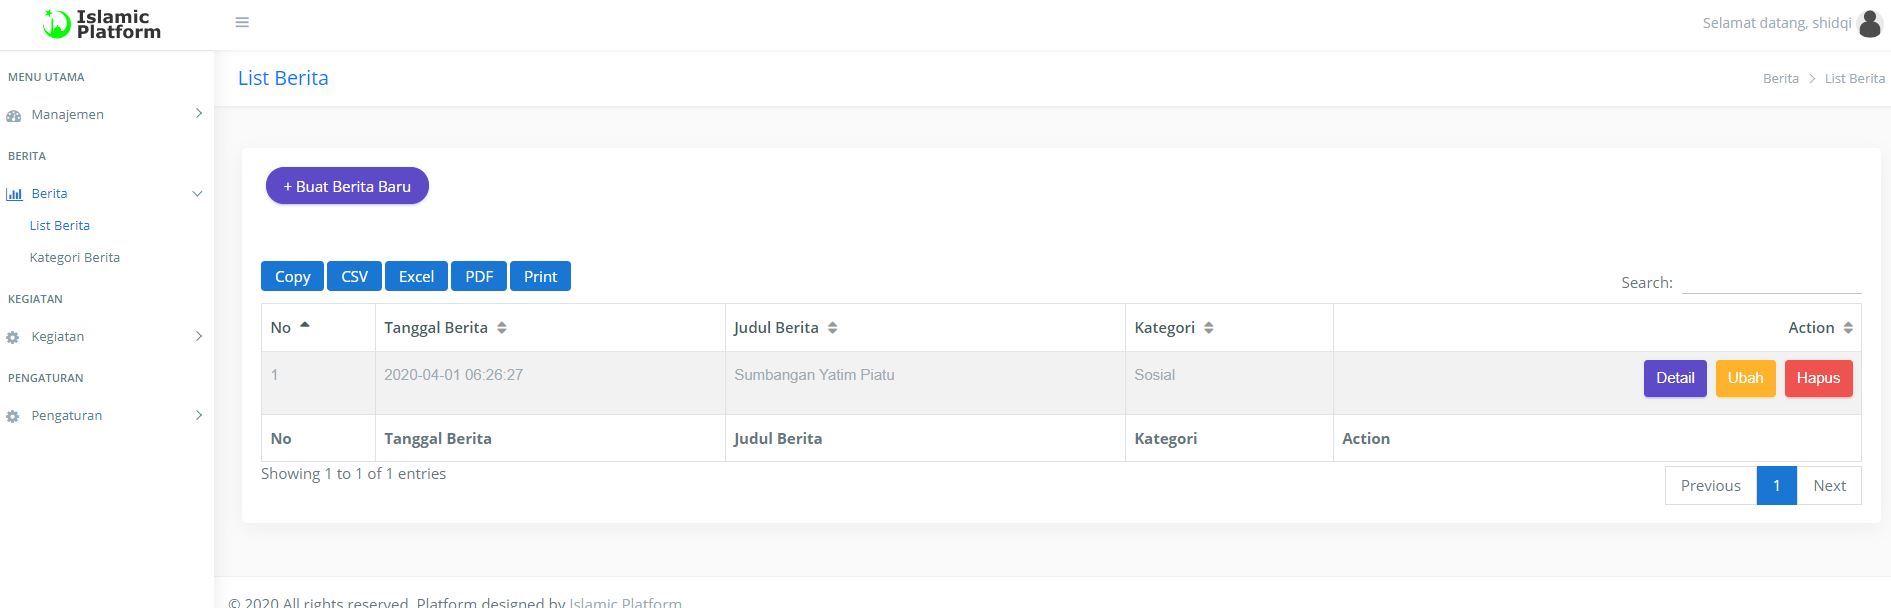 Islamic
Platform
Selamat datang, shidqi
MENU UTAMA
Manajemen
BERITA
Berita
List Berita
Kategori Berita
KEGIATAN
Kegiatan
PENGATURAN
Pengaturan
List Berita
Berita > List Berita
+ Buat Berita Baru
Copy CSV Excel PDF Print
Search:
No Tanggal Berita Judul Berita Kategori Action
1 2020-04-01 06:26:27 Sumbangan Yatim Piatu Sosial Detail Ubah Hapus
No Tanggal Berita Judul Berita Kategori Action
Showing 1 to 1 of 1 entries
Previous 1 Next
© 2020 All rights reserved. Platform designed by Islamic Platform